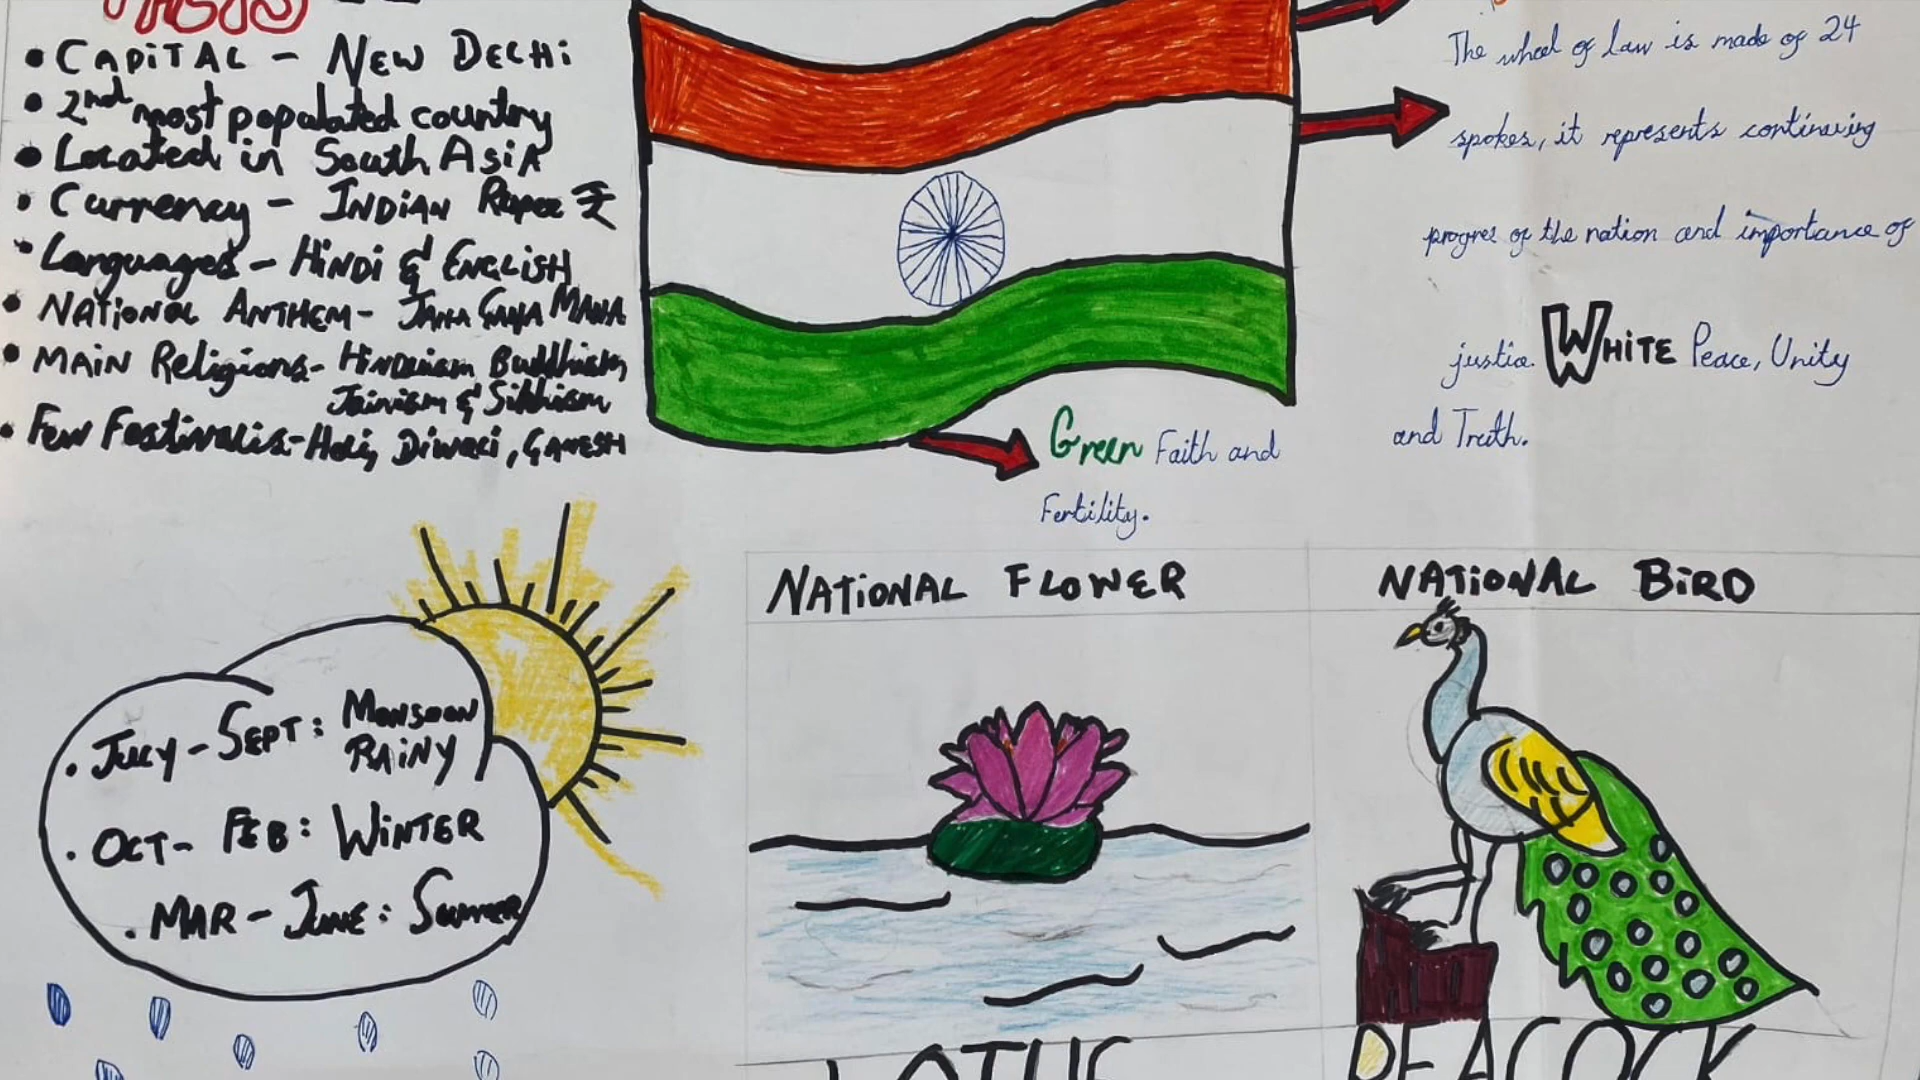 • CAPITAL - NEW DELHI
• 2nd most populated country
• Located in South ASIA
• Currency - INDIAN Rupee ₹
• Languages - HINDI & ENGLISH
• NATIONAL ANTHEM - JANA GANA MANA
• MAIN Religions - Hinduism Buddhism
Jainism & Sikhism
• Few Festivals - Holi, Diwali, GANESH
The wheel of law is made of 24
spokes, it represents continuing
progres of the nation and importance of
justice. WHITE Peace, Unity
and Truth.
Green Faith and
Fertility.
• JULY - SEPT: MONSOON
RAINY
• OCT - FEB: WINTER
• MAR - JUNE: SUMMER
NATIONAL FLOWER
LOTUS
NATIONAL BIRD
PEACOCK